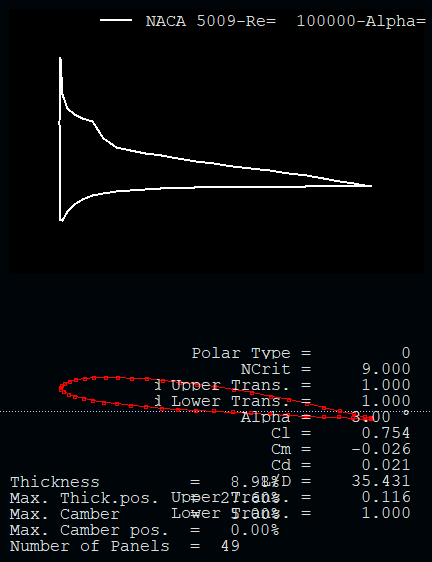 NACA 5009-Re= 100000-Alpha=
Polar Type = 0
NCrit = 9.000
Upper Trans. = 1.000
Lower Trans. = 1.000
Alpha = 3.00 °
Cl = 0.754
Cm = -0.026
Cd = 0.021
L/D = 35.431
Upper Trans. = 0.116
Lower Trans. = 1.000
Thickness = 8.98%
Max. Thick.pos. = 27.60%
Max. Camber = 5.00%
Max. Camber pos. = 0.00%
Number of Panels = 49